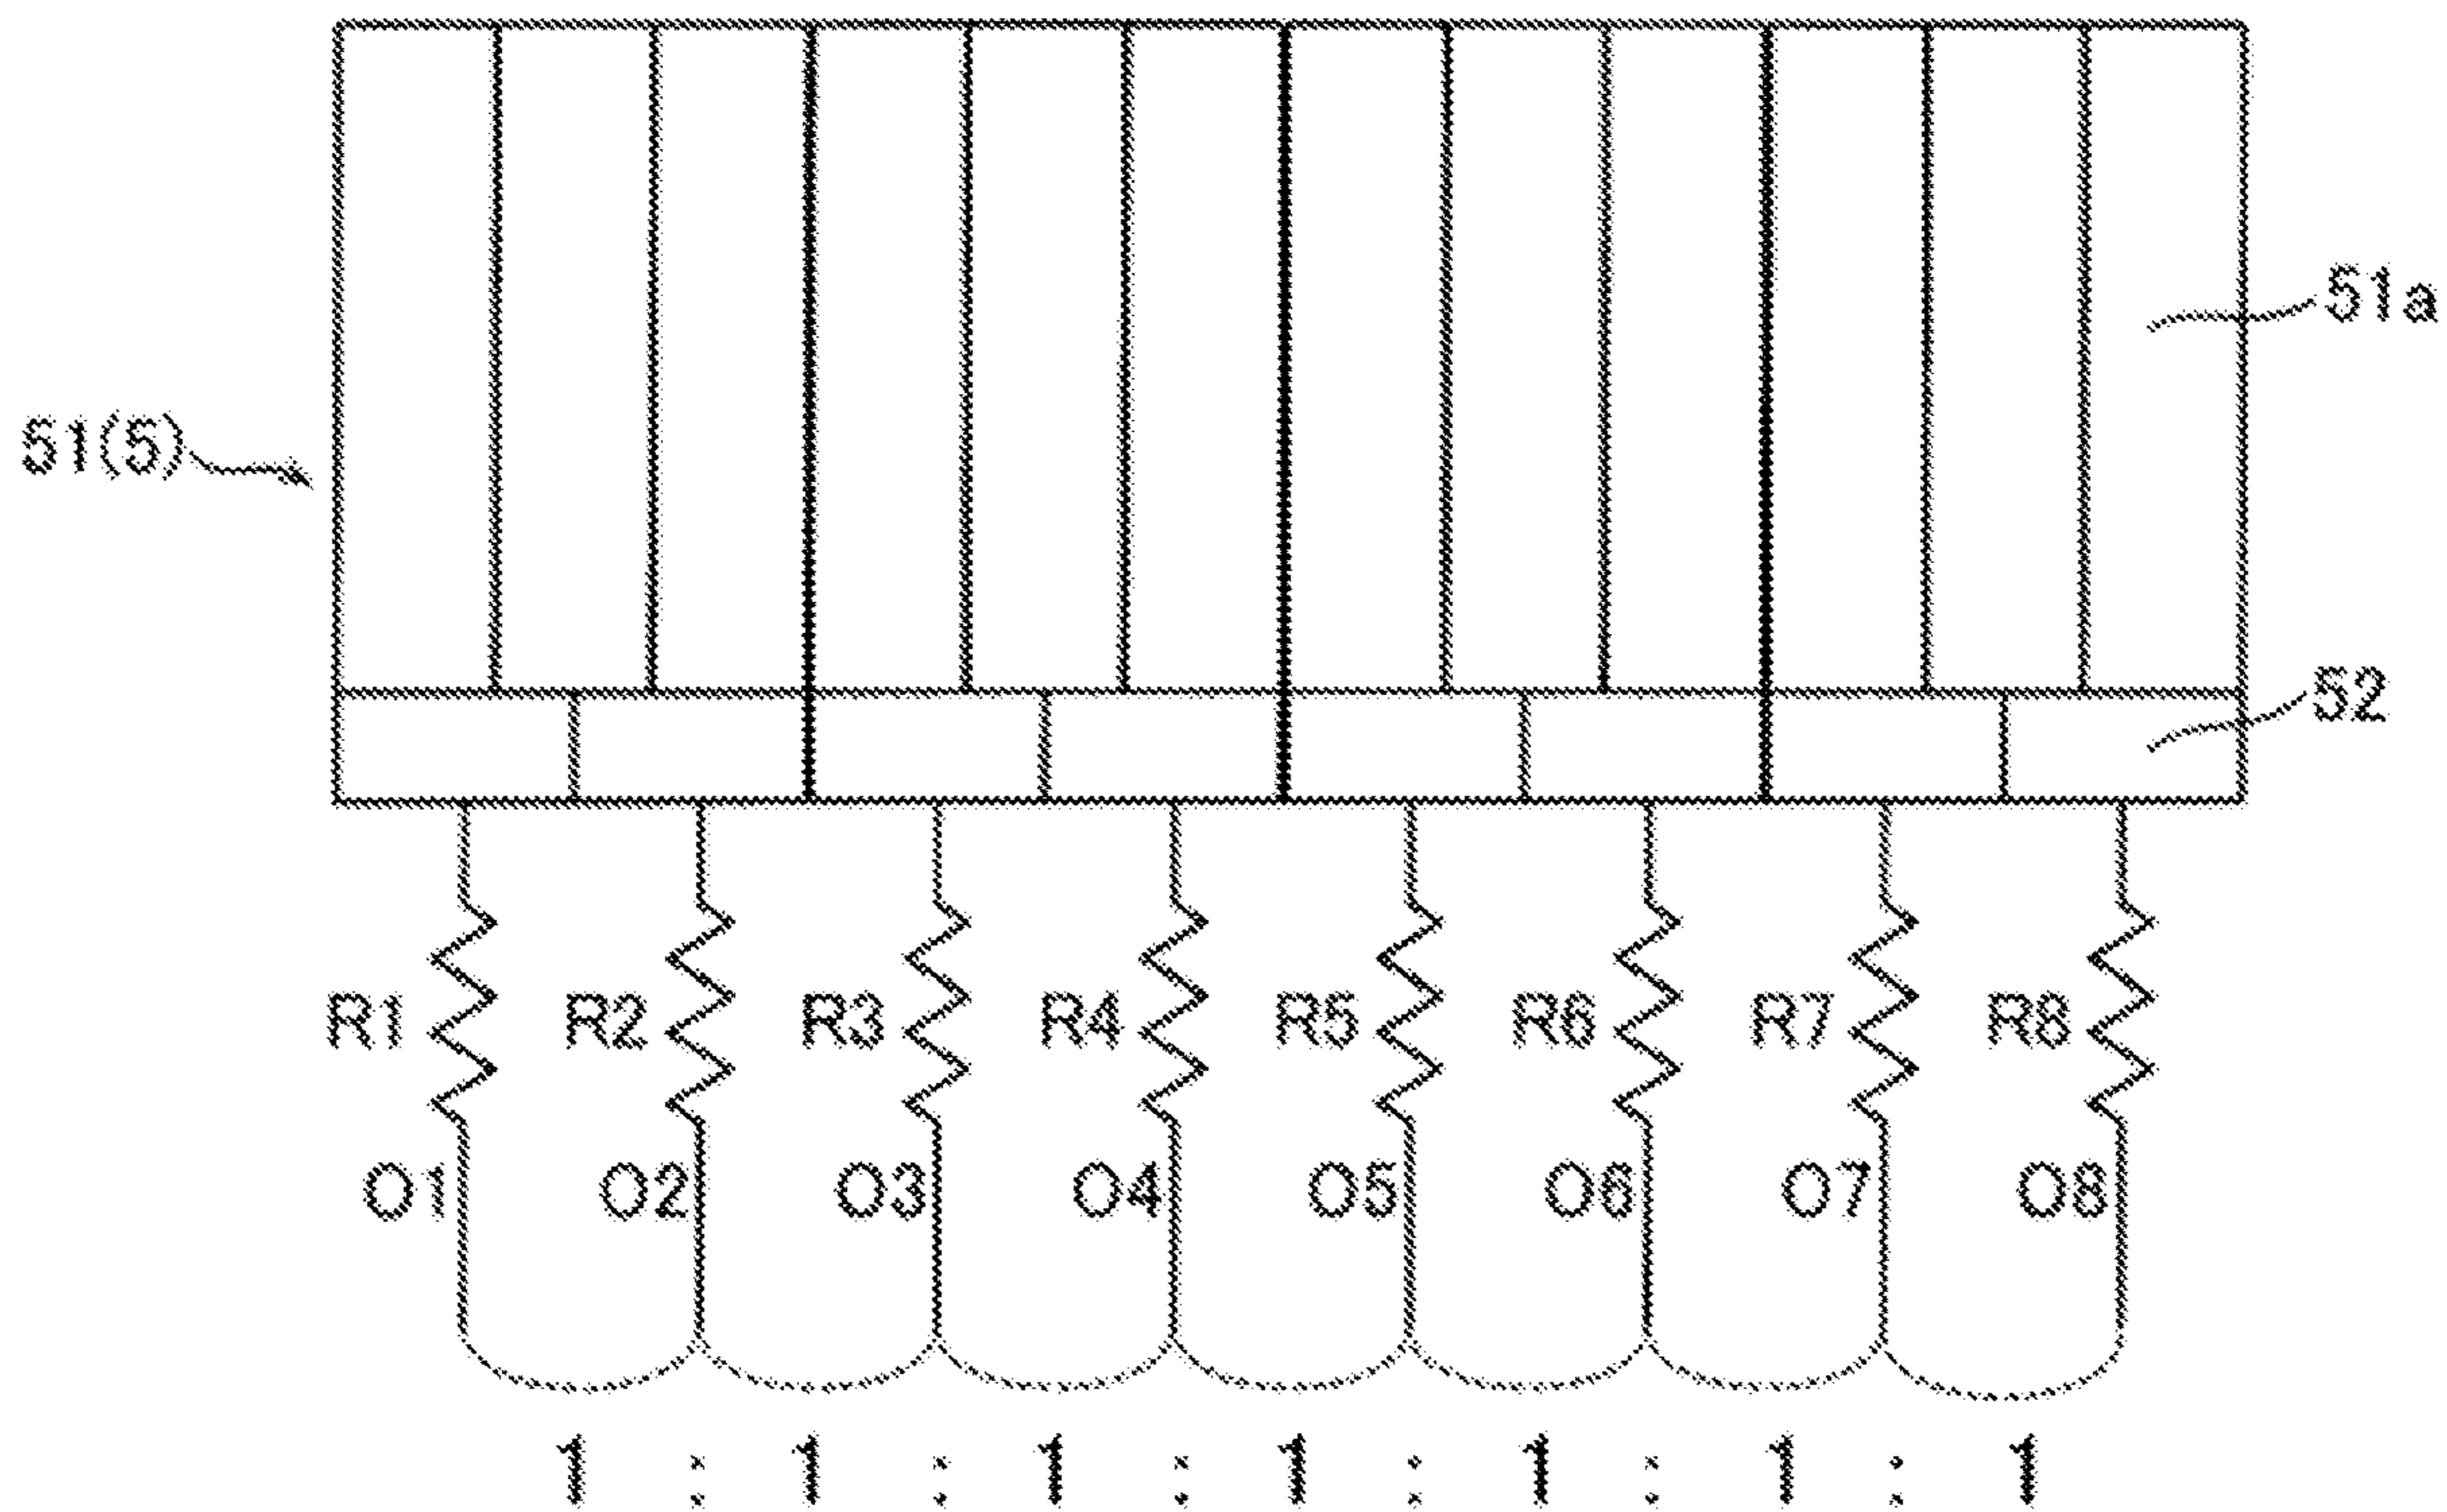 51a
51(5)
52
R1 R2 R3 R4 R5 R6 R7 R8
O1 O2 O3 O4 O5 O6 O7 O8
1 : 1 : 1 : 1 : 1 : 1 : 1